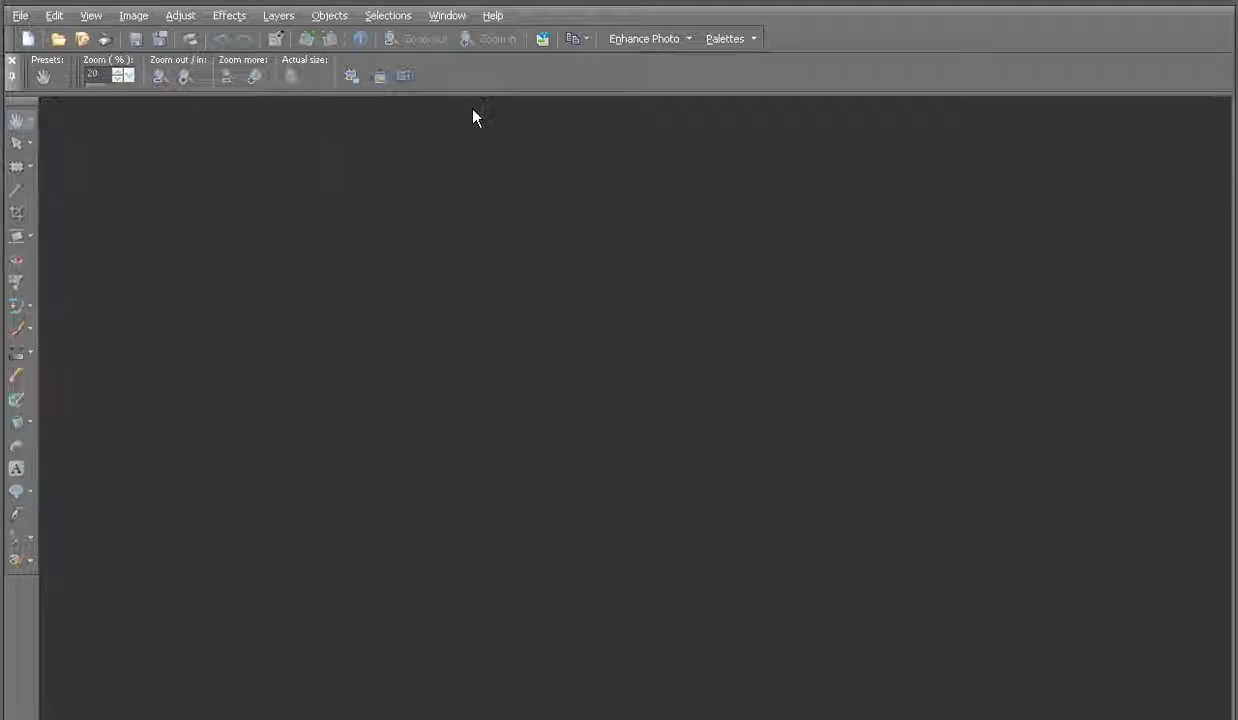 File Edit View Image Adjust Effects Layers Objects Selections Window Help
Zoom out Zoom in Enhance Photo Palettes
Presets: Zoom ( % ): Zoom out / in: Zoom more: Actual size:
20
A